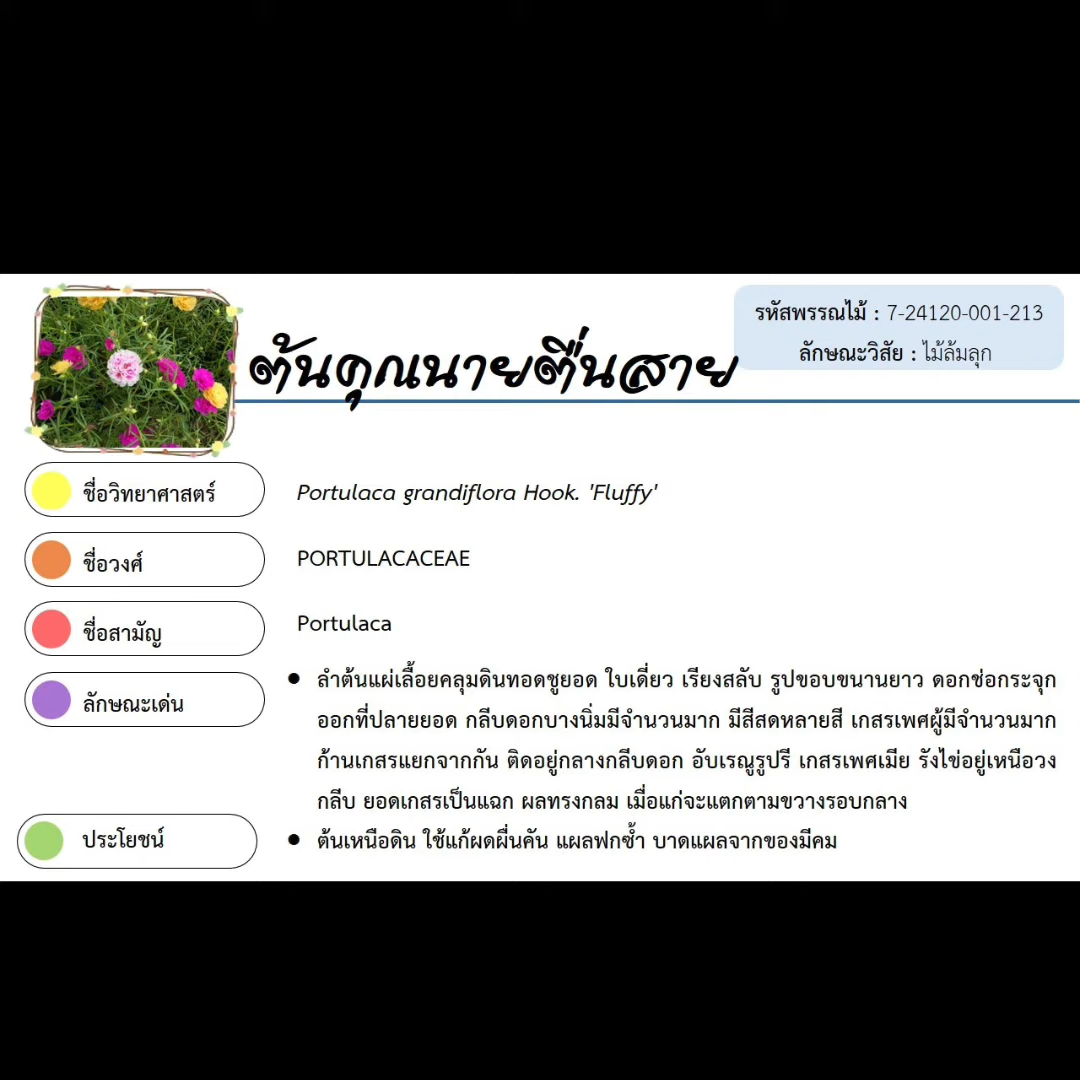 รหัสพรรณไม้ : 7-24120-001-213
ลักษณะวิสัย : ไม้ล้มลุก
ต้นคุณนายตื่นสาย
ชื่อวิทยาศาสตร์
Portulaca grandiflora Hook. 'Fluffy'
ชื่อวงศ์
PORTULACACEAE
ชื่อสามัญ
Portulaca
ลักษณะเด่น
• ลำต้นแผ่เลื้อยคลุมดินทอดชูยอด ใบเดี่ยว เรียงสลับ รูปขอบขนานยาว ดอกช่อกระจุก
ออกที่ปลายยอด กลีบดอกบางนิ่มมีจำนวนมาก มีสีสดหลายสี เกสรเพศผู้มีจำนวนมาก
ก้านเกสรแยกจากกัน ติดอยู่กลางกลีบดอก อับเรณูรูปรี เกสรเพศเมีย รังไข่อยู่เหนือวง
กลีบ ยอดเกสรเป็นแฉก ผลทรงกลม เมื่อแก่จะแตกตามขวางรอบกลาง
ประโยชน์
• ต้นเหนือดิน ใช้แก้ผดผื่นคัน แผลฟกซ้ำ บาดแผลจากของมีคม